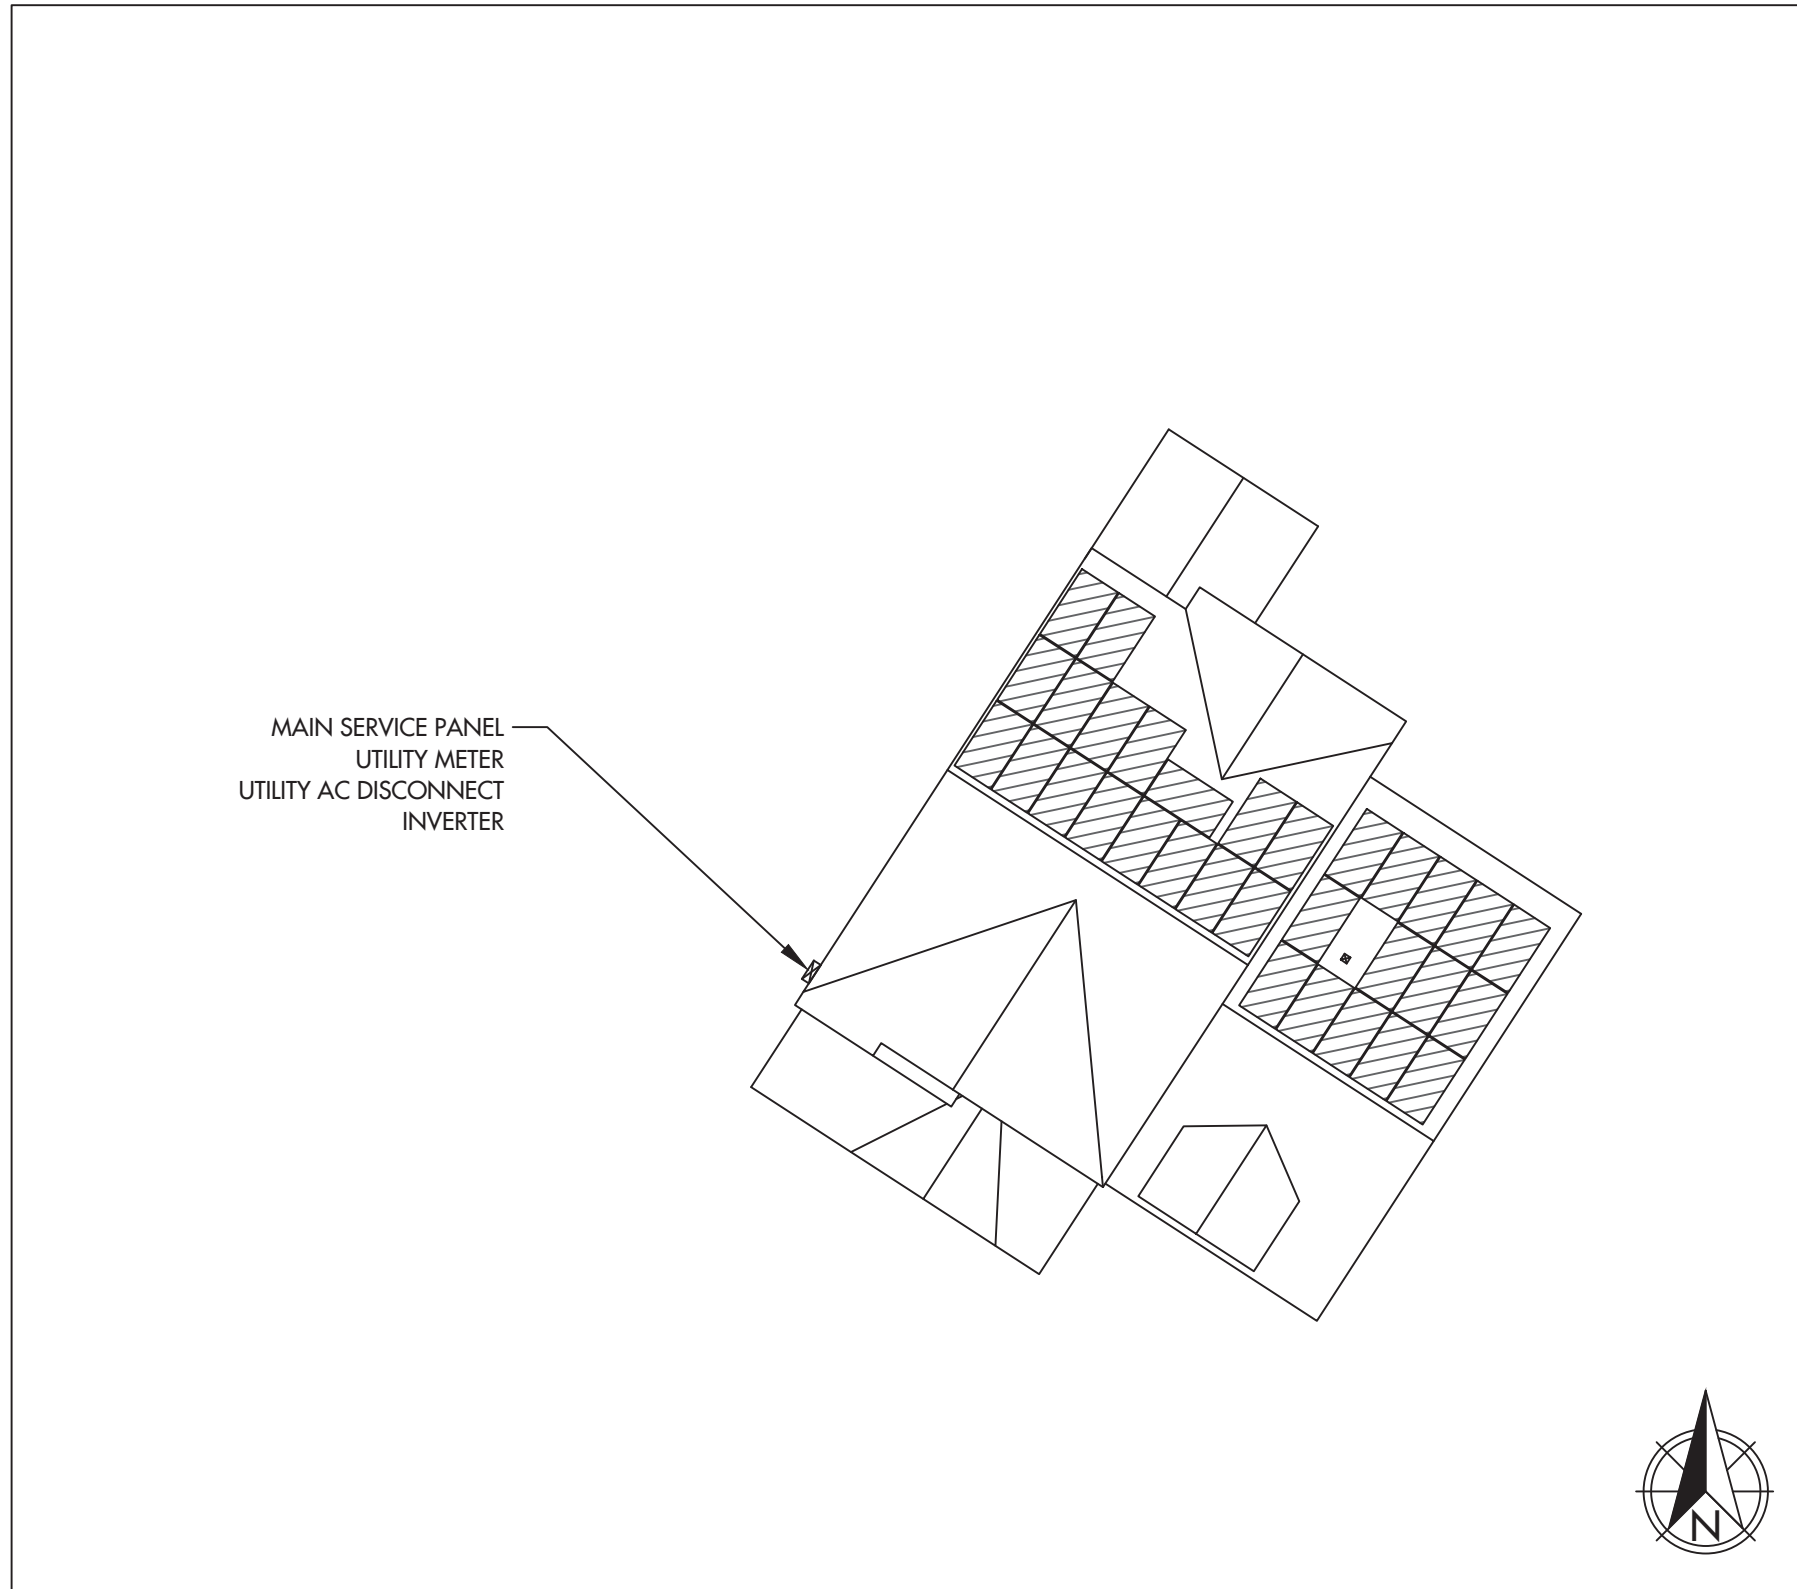 MAIN SERVICE PANEL
UTILITY METER
UTILITY AC DISCONNECT
INVERTER
N